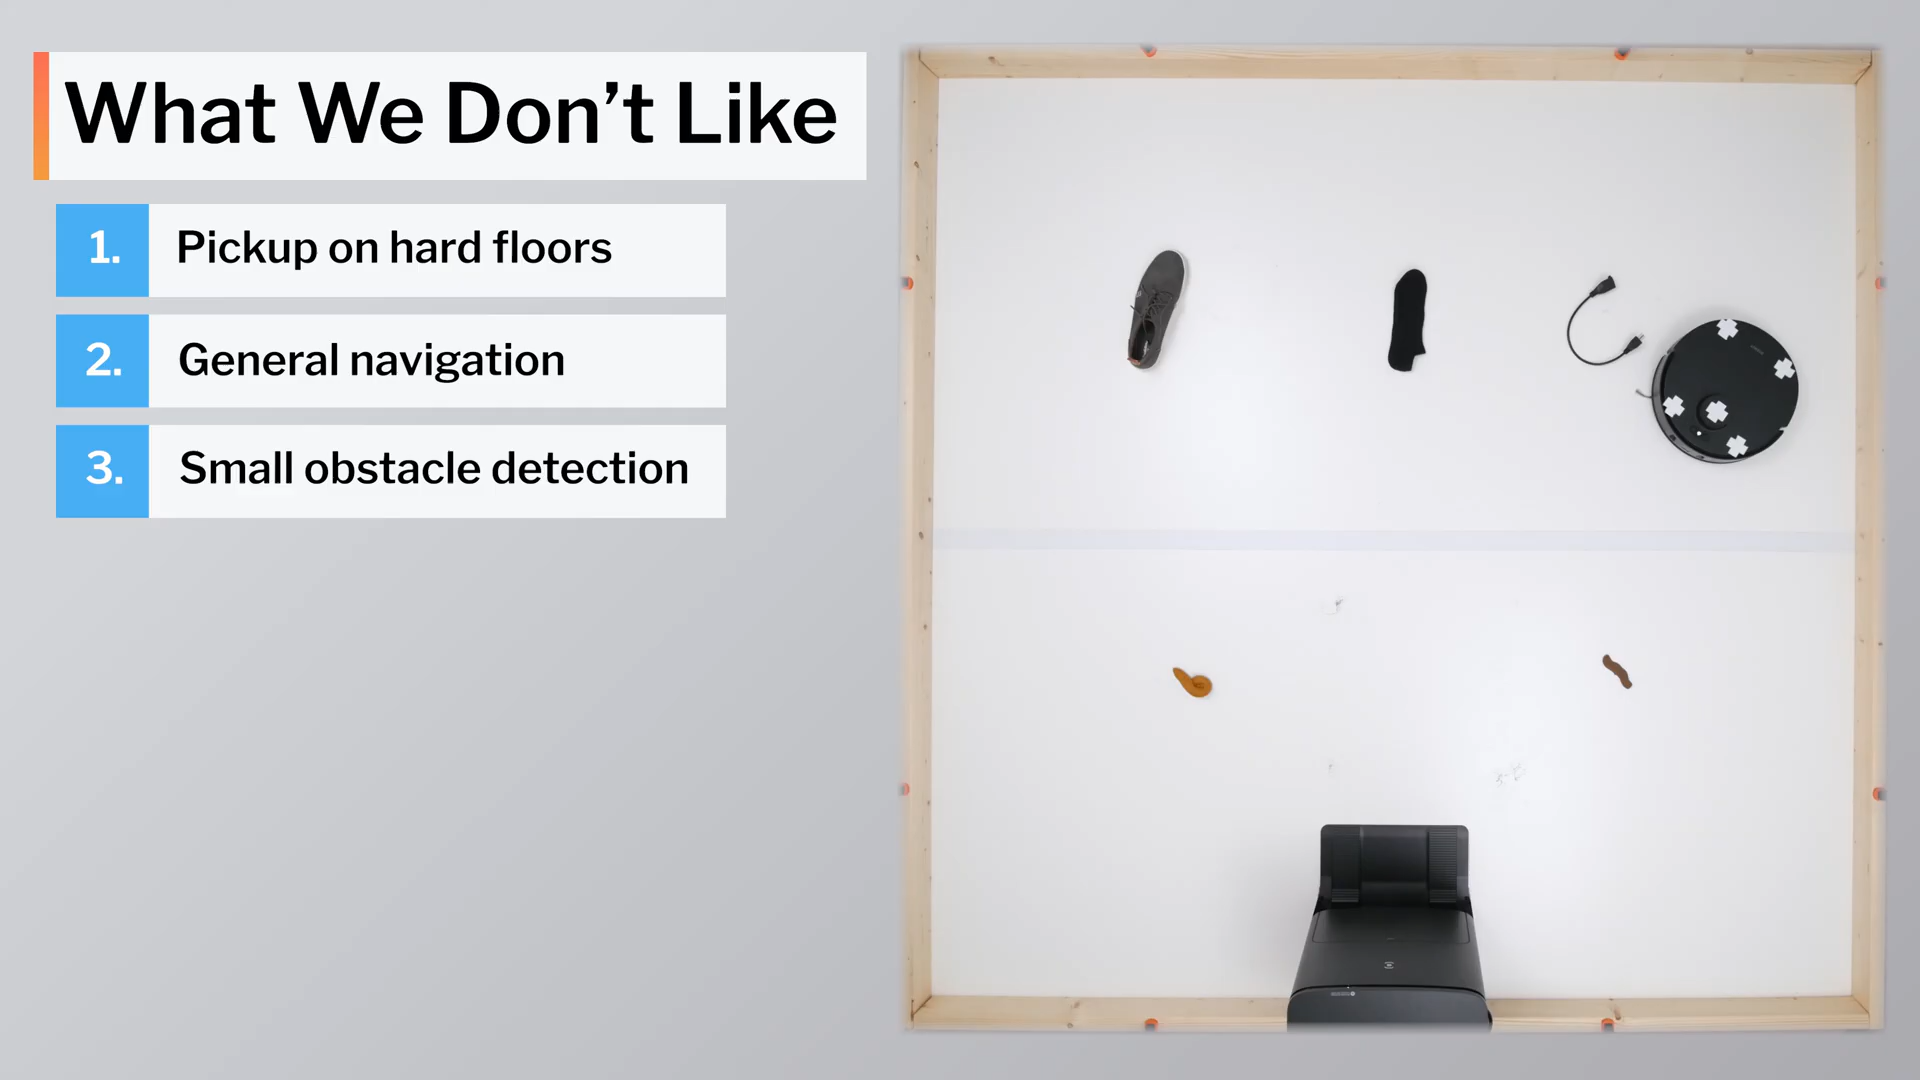 What We Don’t Like
1. Pickup on hard floors
2. General navigation
3. Small obstacle detection